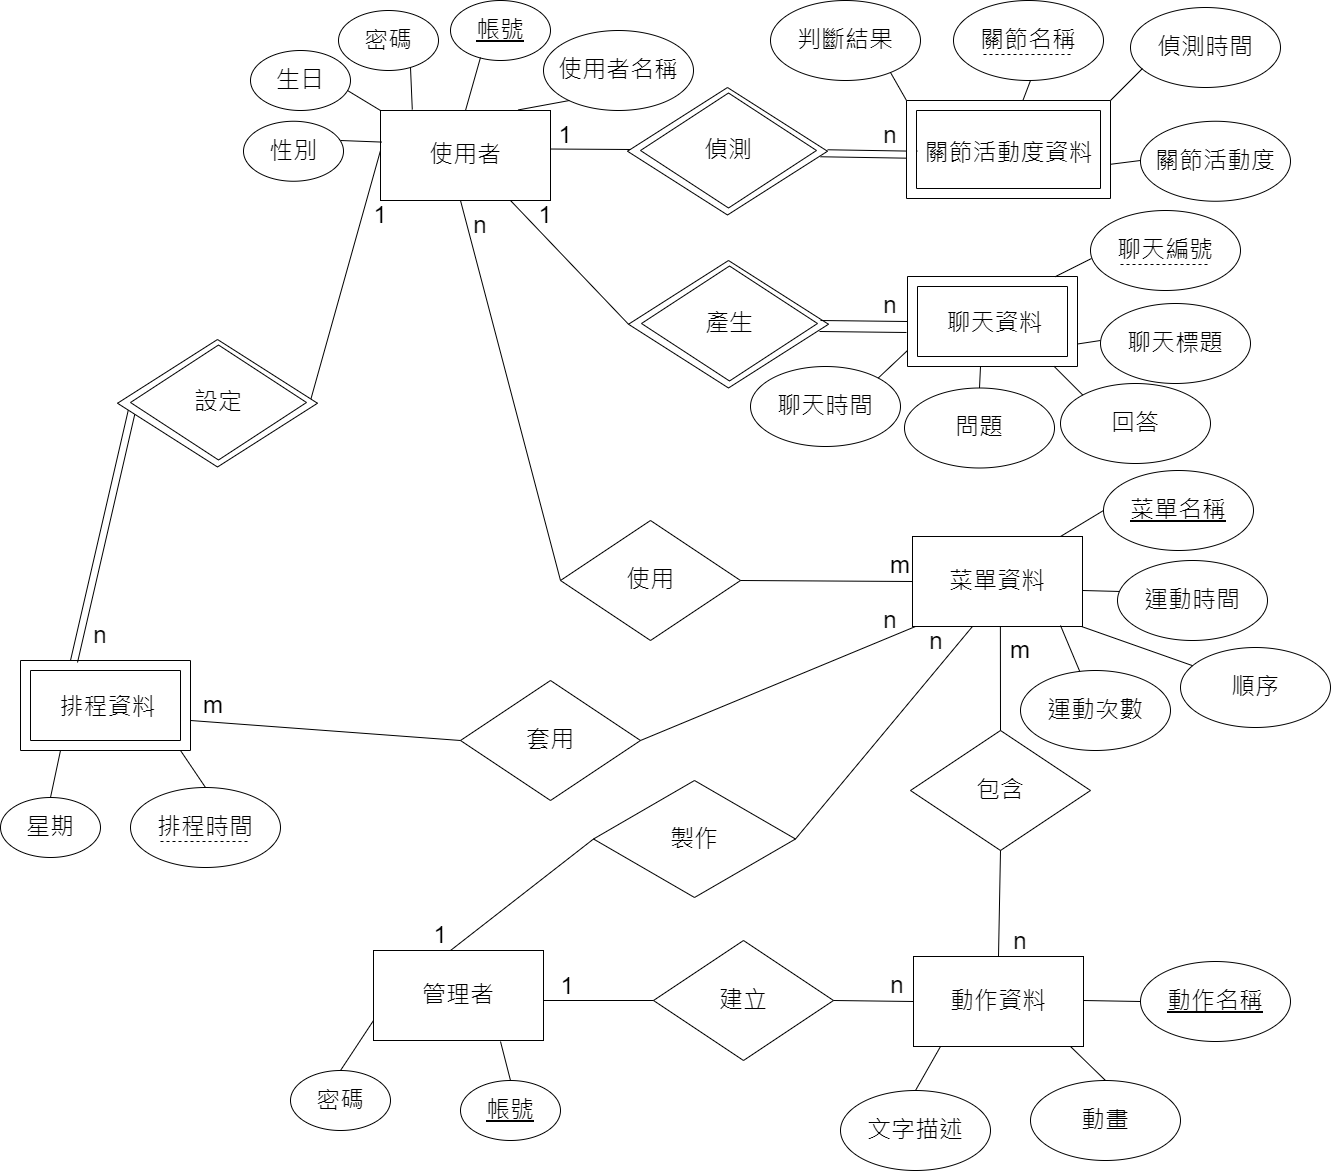 密碼
帳號
生日
使用者名稱
性別
使用者
1
偵測
n
判斷結果
關節名稱
偵測時間
關節活動度資料
關節活動度
1
n
1
產生
n
聊天編號
聊天資料
聊天標題
聊天時間
問題
回答
設定
n
使用
m
菜單名稱
菜單資料
運動時間
n
n
m
運動次數
順序
排程資料
m
套用
星期
排程時間
製作
包含
1
n
管理者
1
建立
n
動作資料
動作名稱
密碼
帳號
文字描述
動畫